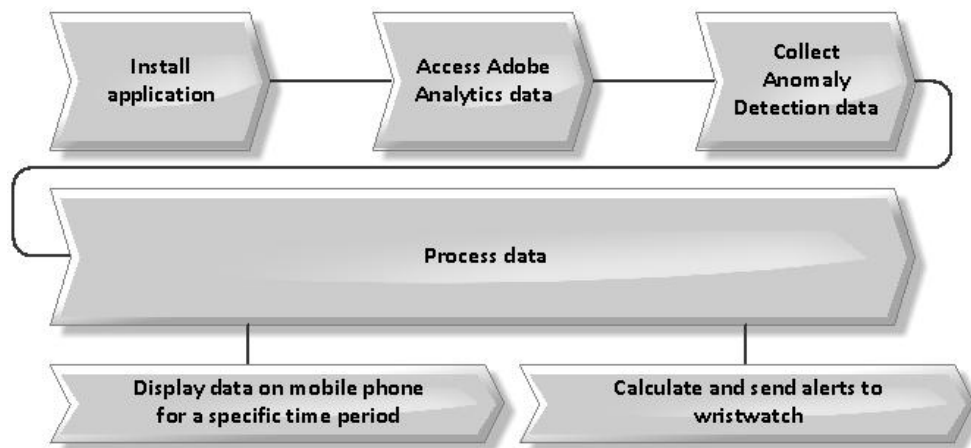 Install
application
Access Adobe
Analytics data
Collect
Anomaly
Detection data
Process data
Display data on mobile phone
for a specific time period
Calculate and send alerts to
wristwatch